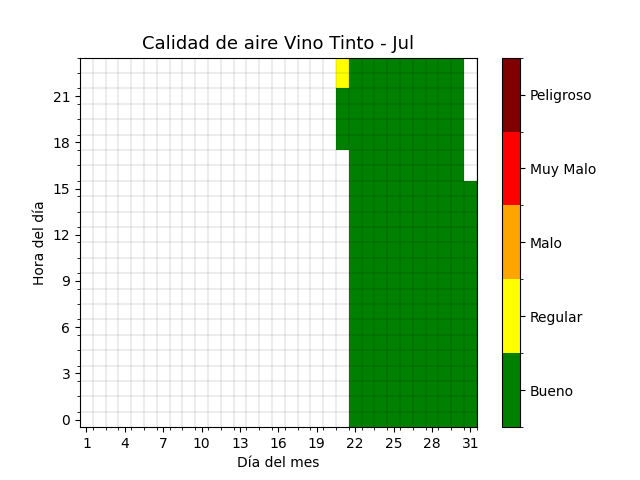 Calidad de aire Vino Tinto - Jul
Hora del día
21
18
15
12
9
6
3
0
1 4 7 10 13 16 19 22 25 28 31
Día del mes
Peligroso
Muy Malo
Malo
Regular
Bueno